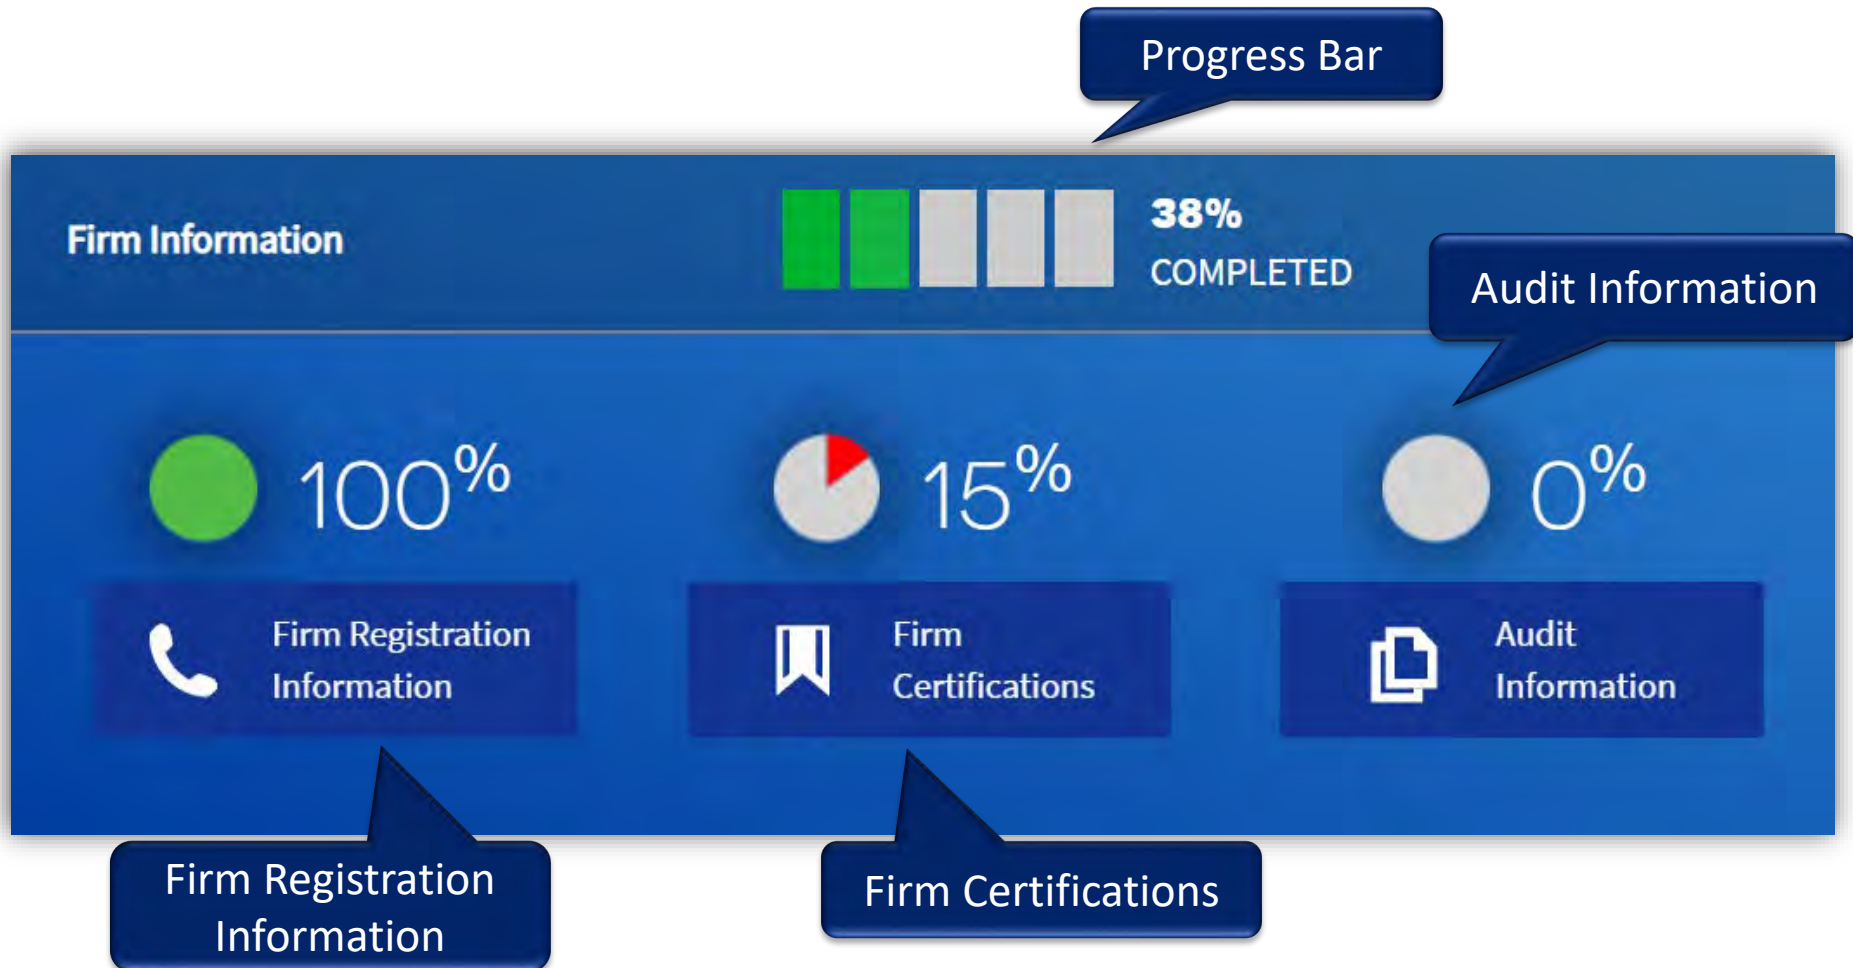 Progress Bar
Firm Information
38%
COMPLETED
Audit Information
100%
15%
0%
Firm Registration
Information
Firm
Certifications
Audit
Information
Firm Registration
Information
Firm Certifications